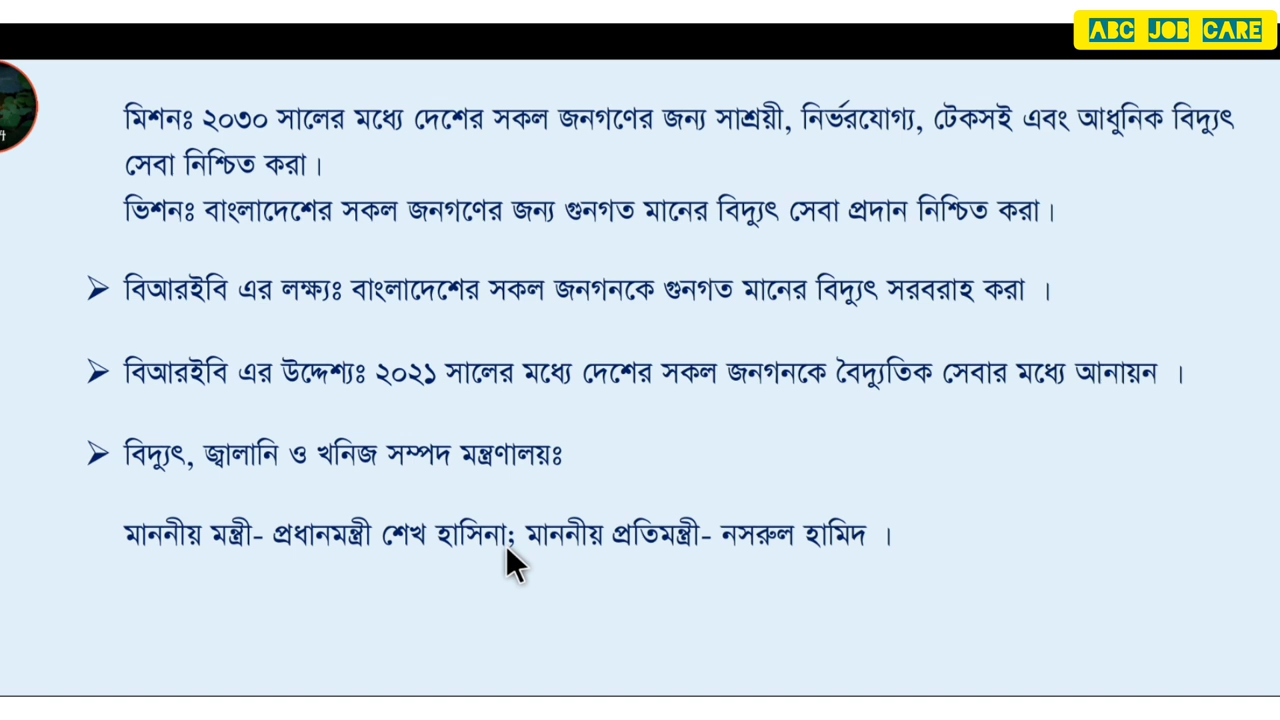 ABC JOB CARE
মিশনঃ ২০৩০ সালের মধ্যে দেশের সকল জনগণের জন্য সাশ্রয়ী, নির্ভরযোগ্য, টেকসই এবং আধুনিক বিদ্যুৎ
সেবা নিশ্চিত করা।
ভিশনঃ বাংলাদেশের সকল জনগণের জন্য গুনগত মানের বিদ্যুৎ সেবা প্রদান নিশ্চিত করা।
➢ বিআরইবি এর লক্ষ্যঃ বাংলাদেশের সকল জনগনকে গুনগত মানের বিদ্যুৎ সরবরাহ করা ।
➢ বিআরইবি এর উদ্দেশ্যঃ ২০২১ সালের মধ্যে দেশের সকল জনগনকে বৈদ্যুতিক সেবার মধ্যে আনায়ন ।
➢ বিদ্যুৎ, জ্বালানি ও খনিজ সম্পদ মন্ত্রণালয়ঃ
মাননীয় মন্ত্রী- প্রধানমন্ত্রী শেখ হাসিনা; মাননীয় প্রতিমন্ত্রী- নসরুল হামিদ ।